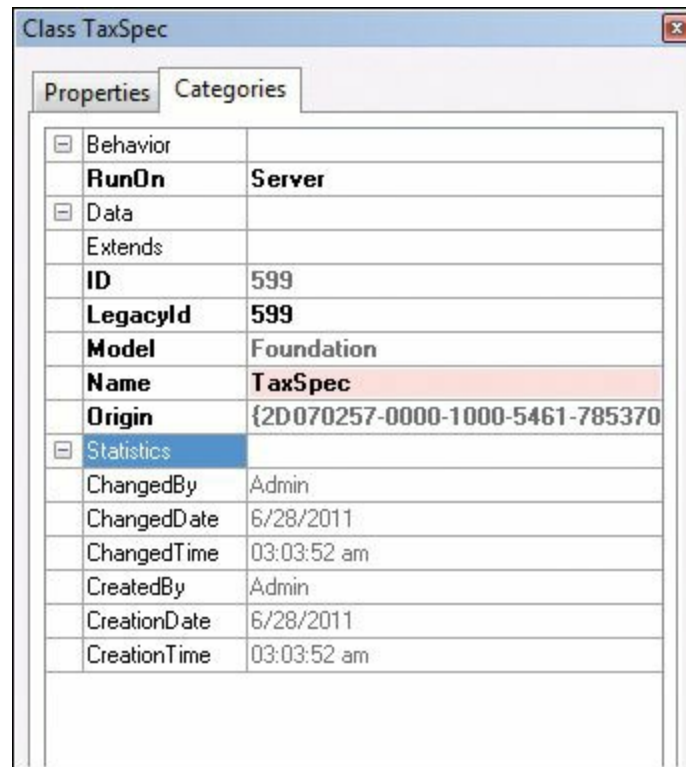 Class TaxSpec
Properties Categories
Behavior
RunOn Server
Data
Extends
ID 599
LegacyId 599
Model Foundation
Name TaxSpec
Origin {2D070257-0000-1000-5461-785370
Statistics
ChangedBy Admin
ChangedDate 6/28/2011
ChangedTime 03:03:52 am
CreatedBy Admin
CreationDate 6/28/2011
CreationTime 03:03:52 am